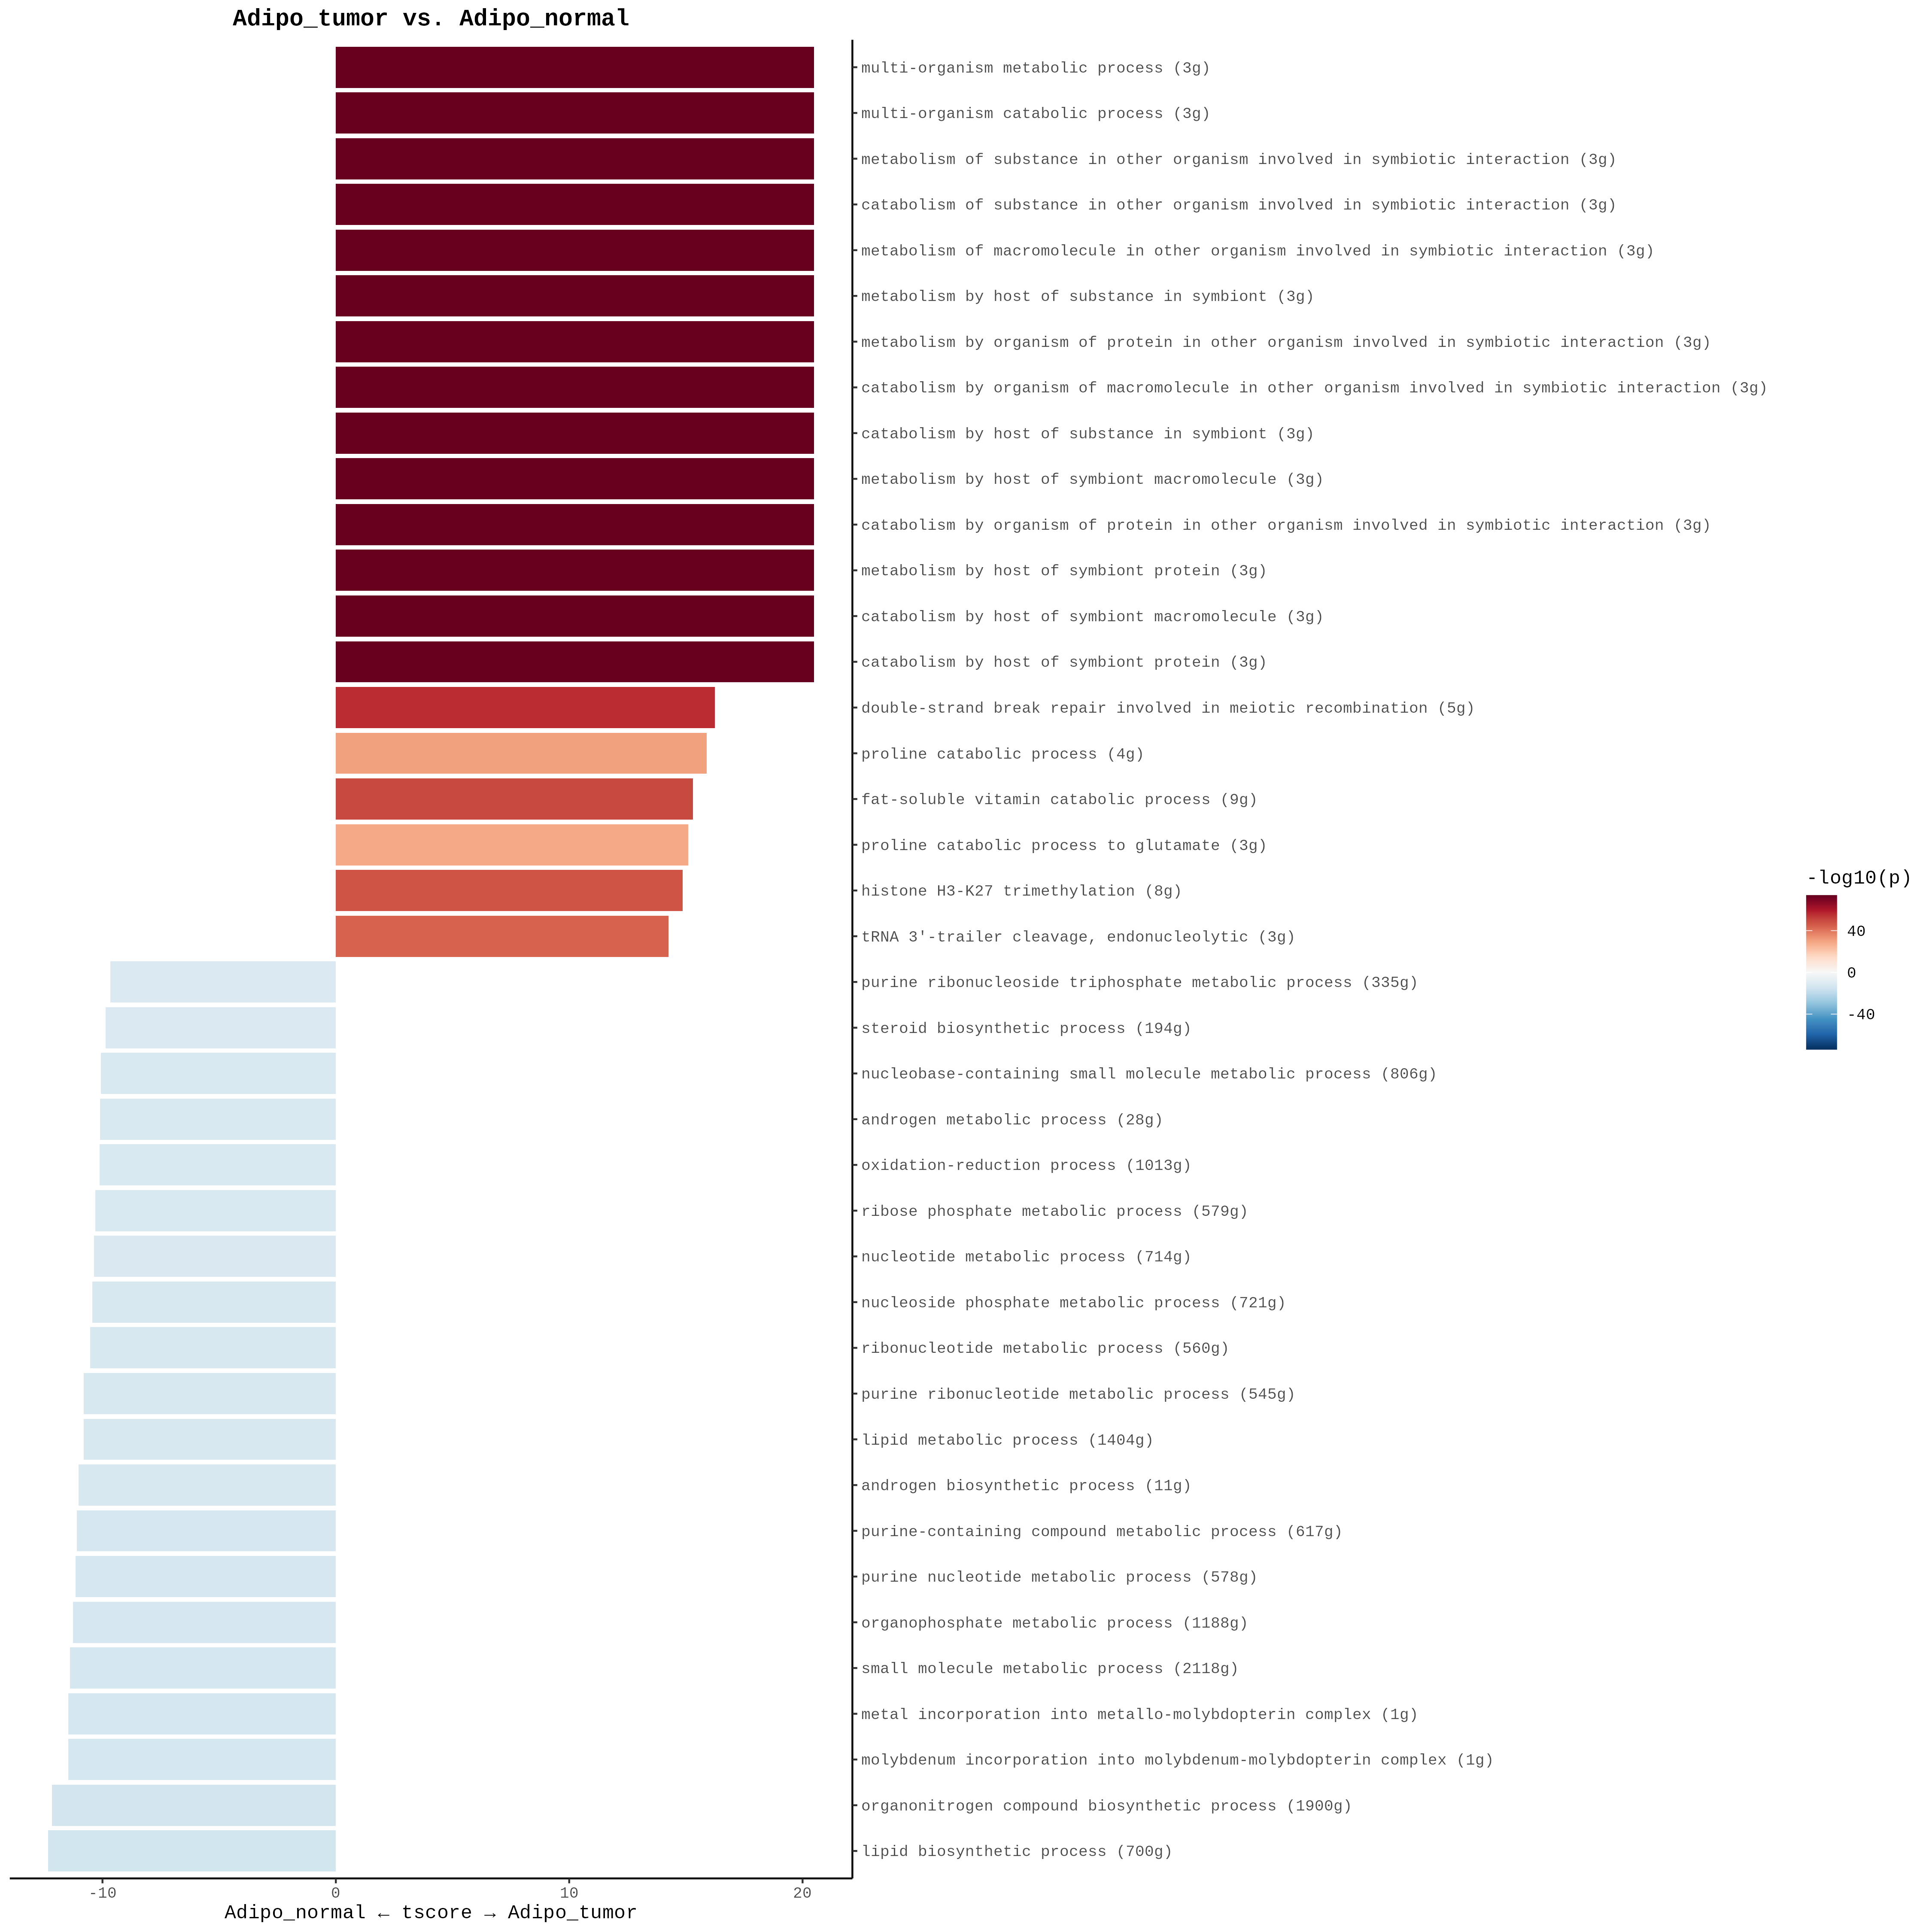 Adipo_tumor vs. Adipo_normal
multi-organism metabolic process (3g)
multi-organism catabolic process (3g)
metabolism of substance in other organism involved in symbiotic interaction (3g)
catabolism of substance in other organism involved in symbiotic interaction (3g)
metabolism of macromolecule in other organism involved in symbiotic interaction (3g)
metabolism by host of substance in symbiont (3g)
metabolism by organism of protein in other organism involved in symbiotic interaction (3g)
catabolism by organism of macromolecule in other organism involved in symbiotic interaction (3g)
catabolism by host of substance in symbiont (3g)
metabolism by host of symbiont macromolecule (3g)
catabolism by organism of protein in other organism involved in symbiotic interaction (3g)
metabolism by host of symbiont protein (3g)
catabolism by host of symbiont macromolecule (3g)
catabolism by host of symbiont protein (3g)
double-strand break repair involved in meiotic recombination (5g)
proline catabolic process (4g)
fat-soluble vitamin catabolic process (9g)
proline catabolic process to glutamate (3g)
histone H3-K27 trimethylation (8g)
tRNA 3'-trailer cleavage, endonucleolytic (3g)
purine ribonucleoside triphosphate metabolic process (335g)
steroid biosynthetic process (194g)
nucleobase-containing small molecule metabolic process (806g)
androgen metabolic process (28g)
oxidation-reduction process (1013g)
ribose phosphate metabolic process (579g)
nucleotide metabolic process (714g)
nucleoside phosphate metabolic process (721g)
ribonucleotide metabolic process (560g)
purine ribonucleotide metabolic process (545g)
lipid metabolic process (1404g)
androgen biosynthetic process (11g)
purine-containing compound metabolic process (617g)
purine nucleotide metabolic process (578g)
organophosphate metabolic process (1188g)
small molecule metabolic process (2118g)
metal incorporation into metallo-molybdopterin complex (1g)
molybdenum incorporation into molybdenum-molybdopterin complex (1g)
organonitrogen compound biosynthetic process (1900g)
lipid biosynthetic process (700g)
-10 0 10 20
Adipo_normal ← tscore → Adipo_tumor
-log10(p)
40
0
-40